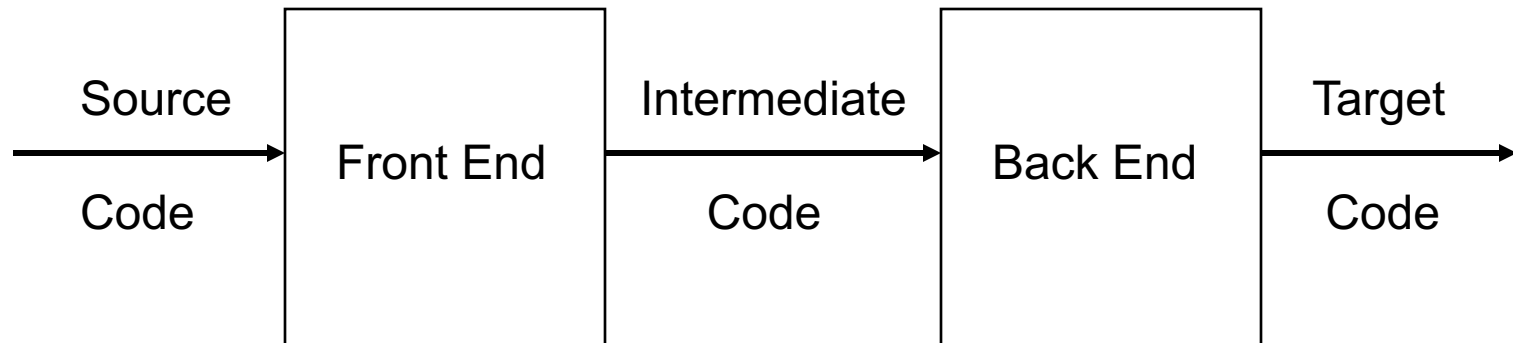 Source
Code
Front End
Intermediate
Code
Back End
Target
Code